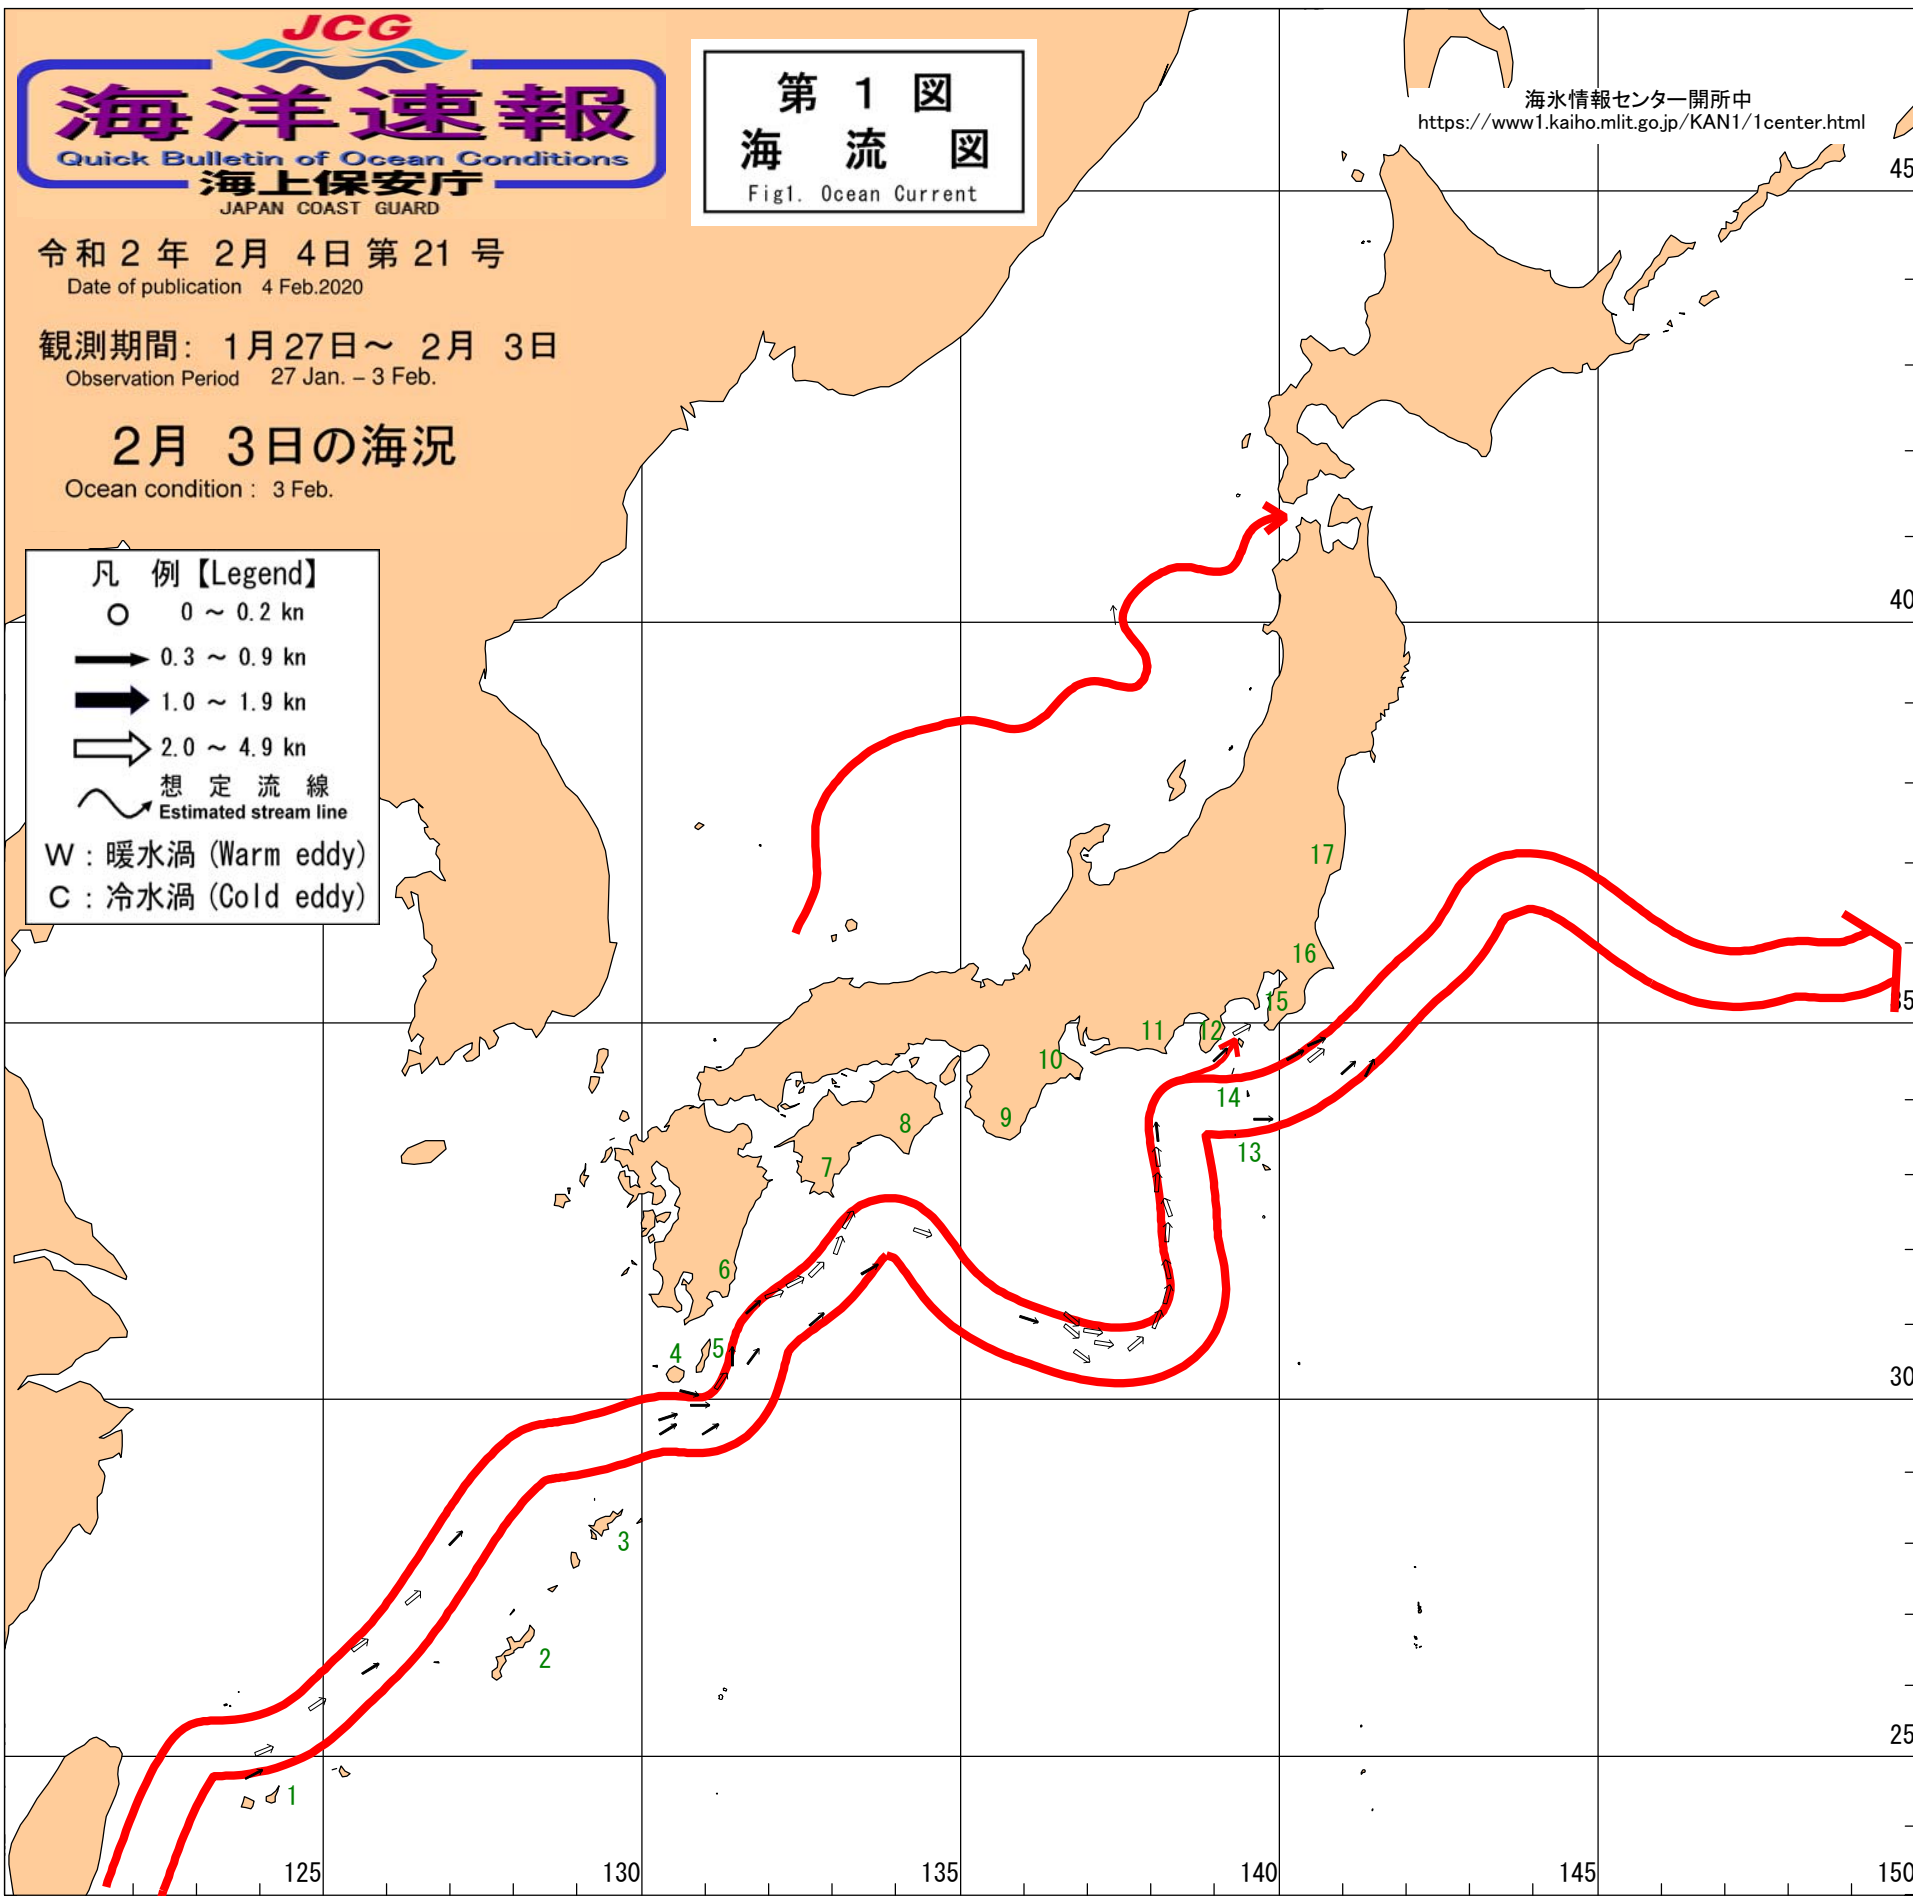 JCG
海洋速報
Quick Bulletin of Ocean Conditions
海上保安庁
JAPAN COAST GUARD
第 1 図
海 流 図
Fig1. Ocean Current
海氷情報センター開所中
https://www1.kaiho.mlit.go.jp/KAN1/1center.html
令和 2 年 2月 4日 第 21 号
Date of publication 4 Feb.2020
観測期間: 1月27日～ 2月 3日
Observation Period 27 Jan. – 3 Feb.
2月 3日の海況
Ocean condition : 3 Feb.
凡 例【Legend】
0 ～ 0.2 kn
0.3 ～ 0.9 kn
1.0 ～ 1.9 kn
2.0 ～ 4.9 kn
想 定 流 線
Estimated stream line
W : 暖水渦 (Warm eddy)
C : 冷水渦 (Cold eddy)
45
40
35
30
25
17
16
15
12
11
10
14
9
8
13
7
6
5
4
3
2
1
125
130
135
140
145
150